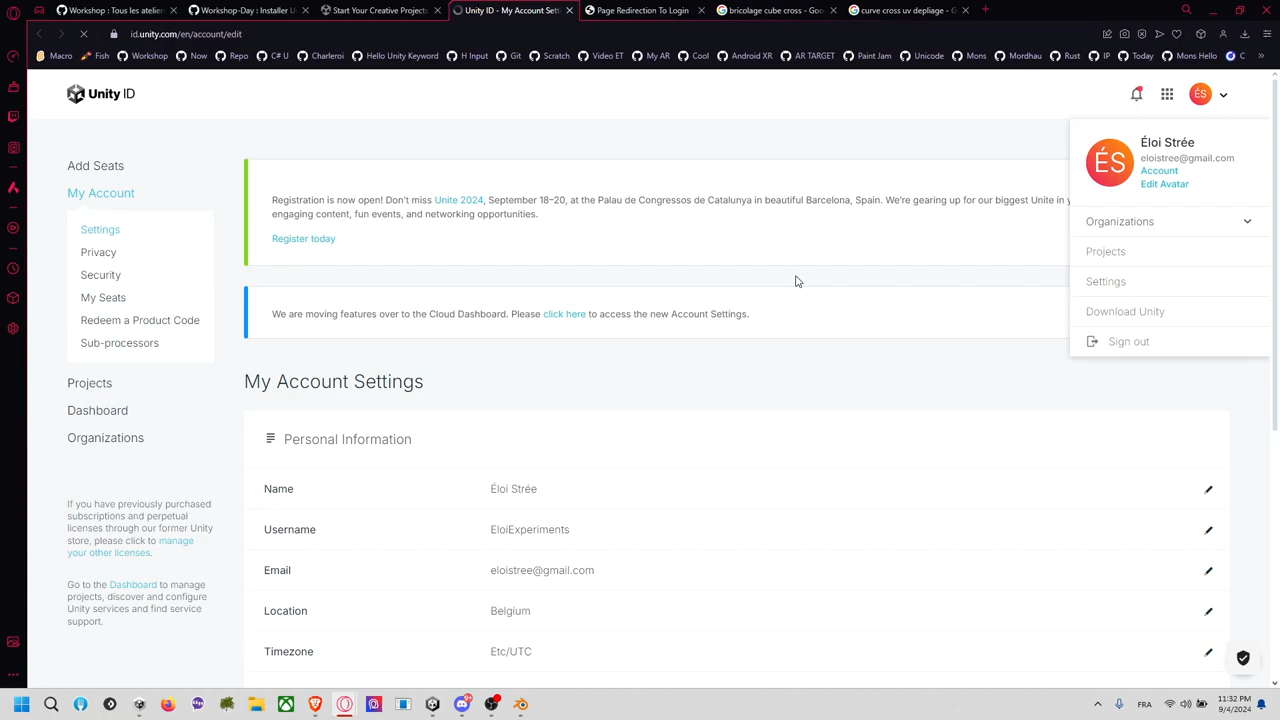 Opus : Tous les atelier
Workshop-Day : Installer U
Start Your Creative Projects
Unity ID - My Account Sett
Page Redirection To Login
bricolage cube cross - Goo
curve cross uv depliage - G
id.unity.com/en/account/edit
Macro
Fish
Workshop
Now
Repo
C# U
Charleroi
Hello Unity Keyword
H Input
Git
Scratch
Video ET
My AR
Cool
Android XR
AR TARGET
Paint Jam
Unicode
Mons
Mordhau
Rust
IP
Today
Mons Hello
C
Unity ID
ÉS
ÉS
Éloi Strée
eloistree@gmail.com
Account
Edit Avatar
Organizations
Projects
Settings
Download Unity
Sign out
Add Seats
My Account
Settings
Privacy
Security
My Seats
Redeem a Product Code
Sub-processors
Projects
Dashboard
Organizations
If you have previously purchased
subscriptions and perpetual
licenses through our former Unity
store, please click to manage
your other licenses.
Go to the Dashboard to manage
projects, discover and configure
Unity services and find service
support.
Registration is now open! Don't miss Unite 2024, September 18–20, at the Palau de Congressos de Catalunya in beautiful Barcelona, Spain. We're gearing up for our biggest Unite in y
engaging content, fun events, and networking opportunities.
Register today
We are moving features over to the Cloud Dashboard. Please click here to access the new Account Settings.
My Account Settings
Personal Information
Name Éloi Strée
Username EloiExperiments
Email eloistree@gmail.com
Location Belgium
Timezone Etc/UTC
FRA
11:32 PM
9/4/2024